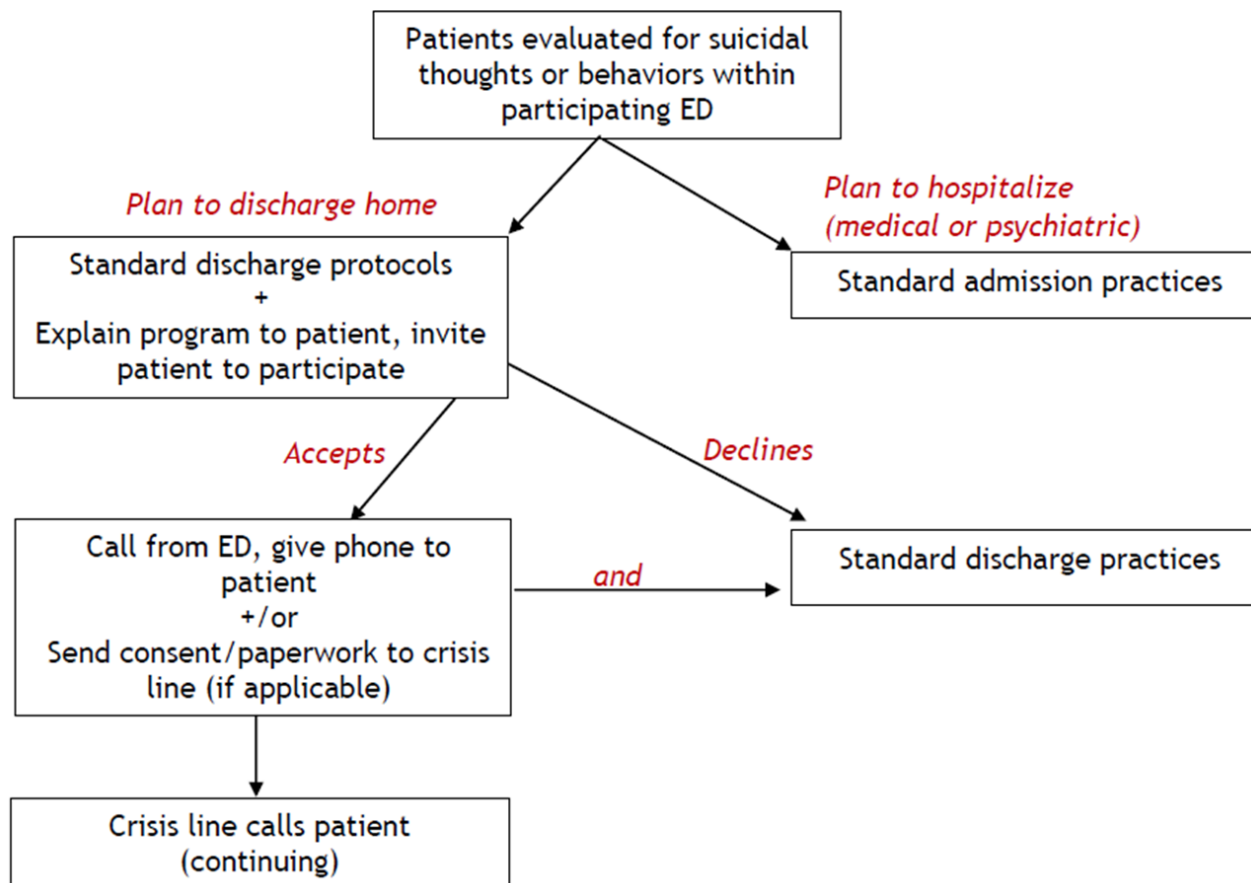 Patients evaluated for suicidal
thoughts or behaviors within
participating ED
Plan to discharge home
Plan to hospitalize
(medical or psychiatric)
Standard discharge protocols
+
Explain program to patient, invite
patient to participate
Standard admission practices
Accepts
Declines
Call from ED, give phone to
patient
+/or
Send consent/paperwork to crisis
line (if applicable)
and
Standard discharge practices
Crisis line calls patient
(continuing)